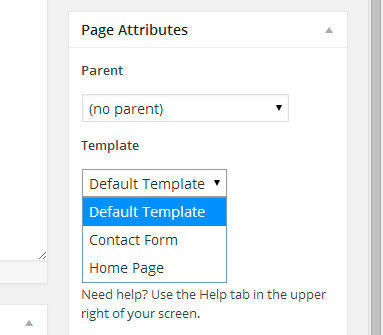 Page Attributes
Parent
(no parent)
Template
Default Template
Default Template
Contact Form
Home Page
Need help? Use the Help tab in the upper
right of your screen.